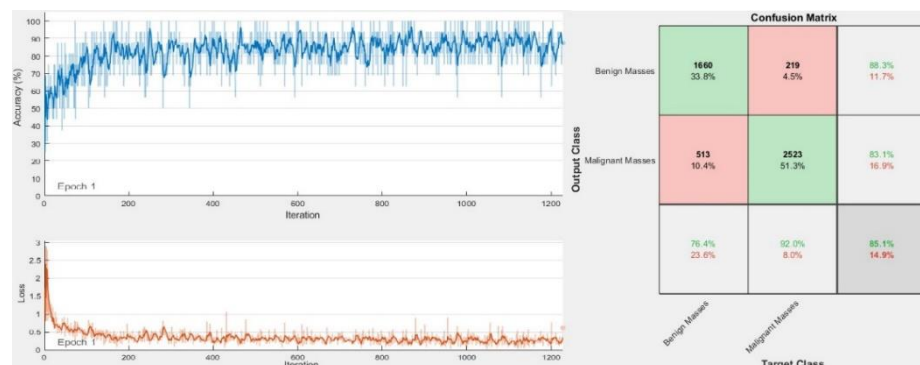 Accuracy (%)
100
90
80
70
60
50
40
30
20
10
0
Epoch 1
0 200 400 600 800 1000 1200
Iteration
Loss
3
2.5
2
1.5
1
0.5
0
Epoch 1
0 200 400 600 800 1000 1200
Iteration
Confusion Matrix
Output Class
Benign Masses
1660
33.8%
219
4.5%
88.3%
11.7%
Malignant Masses
513
10.4%
2523
51.3%
83.1%
16.9%
76.4%
23.6%
92.0%
8.0%
85.1%
14.9%
Benign Masses
Malignant Masses
Target Class